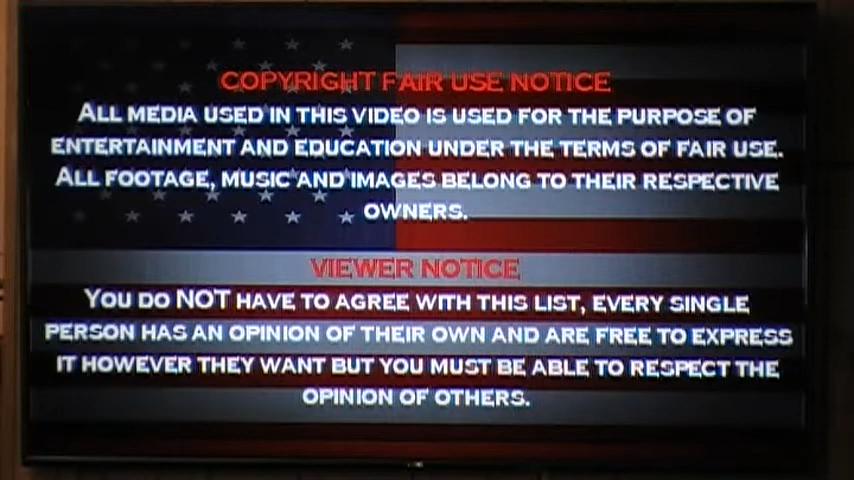 COPYRIGHT FAIR USE NOTICE
ALL MEDIA USED IN THIS VIDEO IS USED FOR THE PURPOSE OF
ENTERTAINMENT AND EDUCATION UNDER THE TERMS OF FAIR USE.
ALL FOOTAGE, MUSIC AND IMAGES BELONG TO THEIR RESPECTIVE
OWNERS.
VIEWER NOTICE
YOU DO NOT HAVE TO AGREE WITH THIS LIST, EVERY SINGLE
PERSON HAS AN OPINION OF THEIR OWN AND ARE FREE TO EXPRESS
IT HOWEVER THEY WANT BUT YOU MUST BE ABLE TO RESPECT THE
OPINION OF OTHERS.